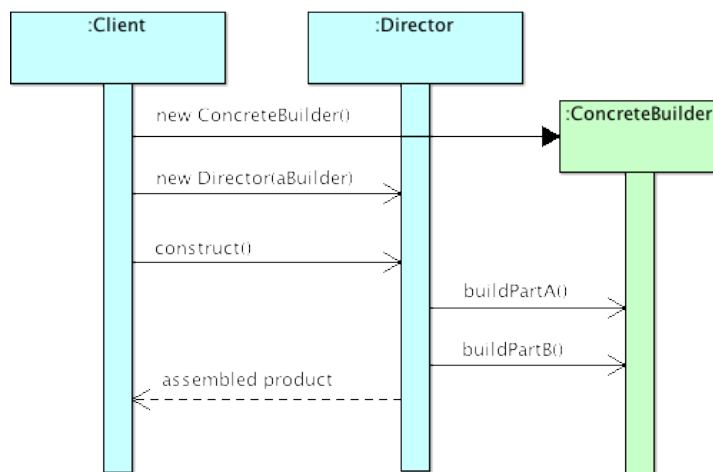 :Client
:Director
:ConcreteBuilder
new ConcreteBuilder()
new Director(aBuilder)
construct()
buildPartA()
buildPartB()
assembled product